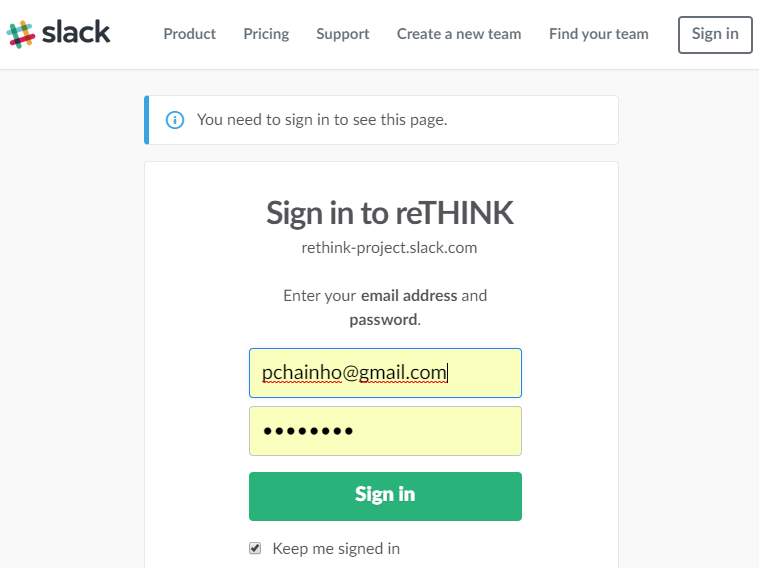 slack Product Pricing Support Create a new team Find your team Sign in
You need to sign in to see this page.
Sign in to reTHINK
rethink-project.slack.com
Enter your email address and
password.
pchainho@gmail.com
••••••••
Sign in
Keep me signed in